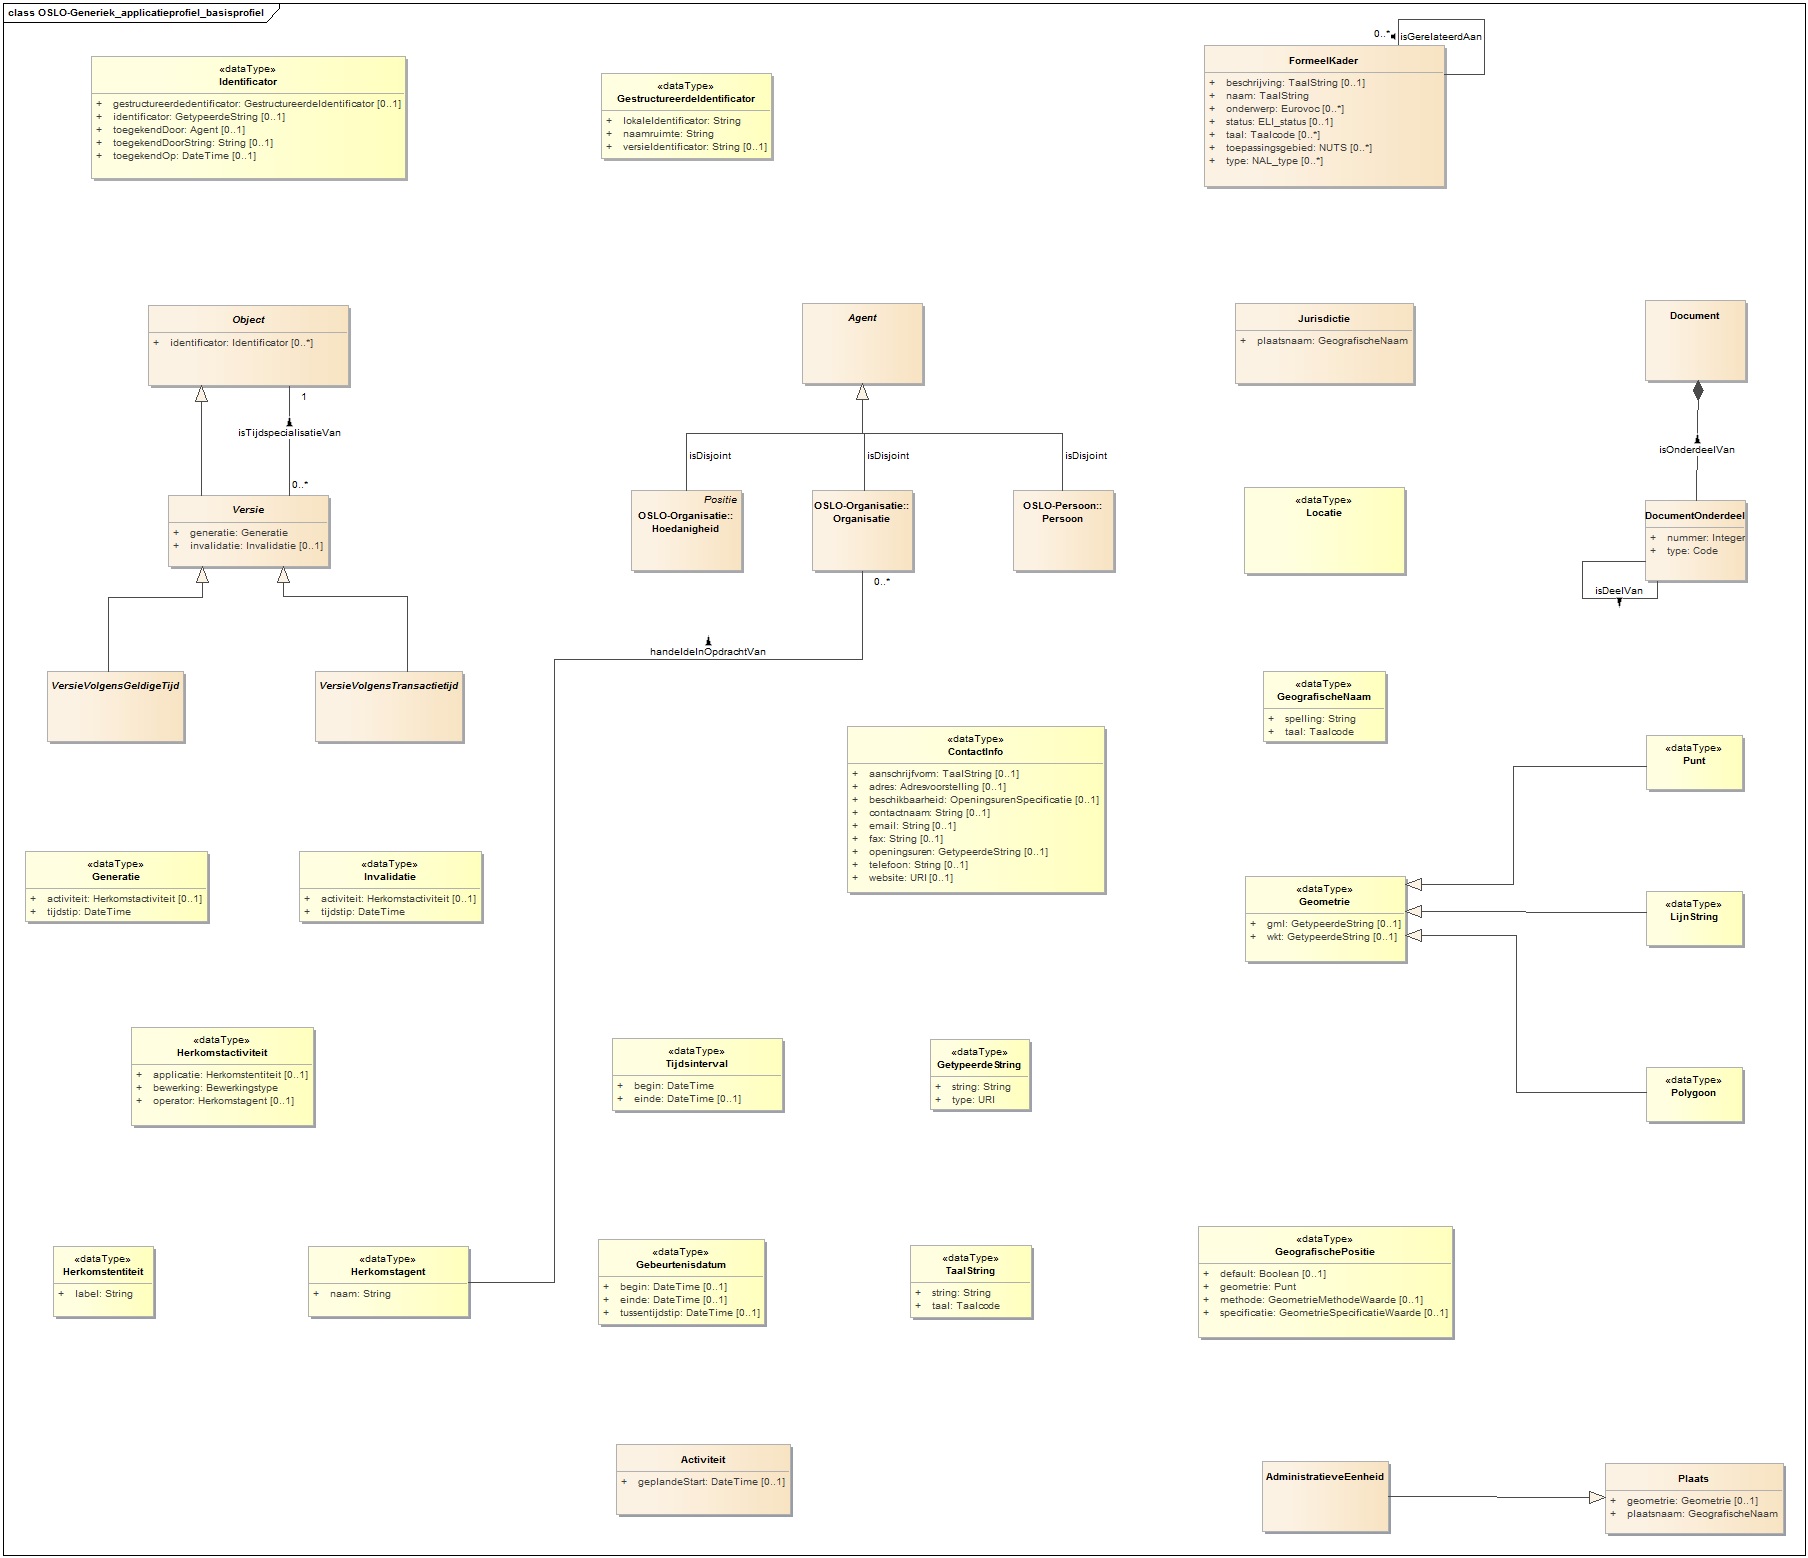 class OSLO-Generiek_applicatieprofiel_basisprofiel
«dataType»
Identificator
+ gestructureerdedentificator: GestructureerdeIdentificator [0..1]
+ identificator: GetypeerdeString [0..1]
+ toegekendDoor: Agent [0..1]
+ toegekendDoorString: String [0..1]
+ toegekendOp: DateTime [0..1]
«dataType»
GestructureerdeIdentificator
+ lokaleIdentificator: String
+ naamruimte: String
+ versieIdentificator: String [0..1]
0..*
isGerelateerdAan
FormeelKader
+ beschrijving: TaalString [0..1]
+ naam: TaalString
+ onderwerp: Eurovoc [0..*]
+ status: ELI_status [0..1]
+ taal: Taalcode [0..*]
+ toepassingsgebied: NUTS [0..*]
+ type: NAL_type [0..*]
Object
+ identificator: Identificator [0..*]
1
isTijdspecialisatieVan
0..*
Versie
+ generatie: Generatie
+ invalidatie: Invalidatie [0..1]
VersieVolgensGeldigeTijd
VersieVolgensTransactietijd
Agent
isDisjoint
isDisjoint
isDisjoint
Positie
OSLO-Organisatie::
Hoedanigheid
OSLO-Organisatie::
Organisatie
OSLO-Persoon::
Persoon
0..*
handeldeInOpdrachtVan
Jurisdictie
+ plaatsnaam: GeografischeNaam
Document
isOnderdeelVan
DocumentOnderdeel
+ nummer: Integer
+ type: Code
isDeelVan
«dataType»
Locatie
«dataType»
GeografischeNaam
+ spelling: String
+ taal: Taalcode
«dataType»
ContactInfo
+ aanschrijfvorm: TaalString [0..1]
+ adres: Adresvoorstelling [0..1]
+ beschikbaarheid: OpeningsurenSpecificatie [0..1]
+ contactnaam: String [0..1]
+ email: String [0..1]
+ fax: String [0..1]
+ openingsuren: GetypeerdeString [0..1]
+ telefoon: String [0..1]
+ website: URI [0..1]
«dataType»
Punt
«dataType»
Generatie
+ activiteit: Herkomstactiviteit [0..1]
+ tijdstip: DateTime
«dataType»
Invalidatie
+ activiteit: Herkomstactiviteit [0..1]
+ tijdstip: DateTime
«dataType»
Geometrie
+ gml: GetypeerdeString [0..1]
+ wkt: GetypeerdeString [0..1]
«dataType»
LijnString
«dataType»
Herkomstactiviteit
+ applicatie: Herkomstentiteit [0..1]
+ bewerking: Bewerkingstype
+ operator: Herkomstagent [0..1]
«dataType»
Tijdsinterval
+ begin: DateTime
+ einde: DateTime [0..1]
«dataType»
GetypeerdeString
+ string: String
+ type: URI
«dataType»
Polygoon
«dataType»
Herkomstentiteit
+ label: String
«dataType»
Herkomstagent
+ naam: String
«dataType»
Gebeurtenisdatum
+ begin: DateTime [0..1]
+ einde: DateTime [0..1]
+ tussentijdstip: DateTime [0..1]
«dataType»
TaalString
+ string: String
+ taal: Taalcode
«dataType»
GeografischePositie
+ default: Boolean [0..1]
+ geometrie: Punt
+ methode: GeometrieMethodeWaarde [0..1]
+ specificatie: GeometrieSpecificatieWaarde [0..1]
Activiteit
+ geplandeStart: DateTime [0..1]
AdministratieveEenheid
Plaats
+ geometrie: Geometrie [0..1]
+ plaatsnaam: GeografischeNaam